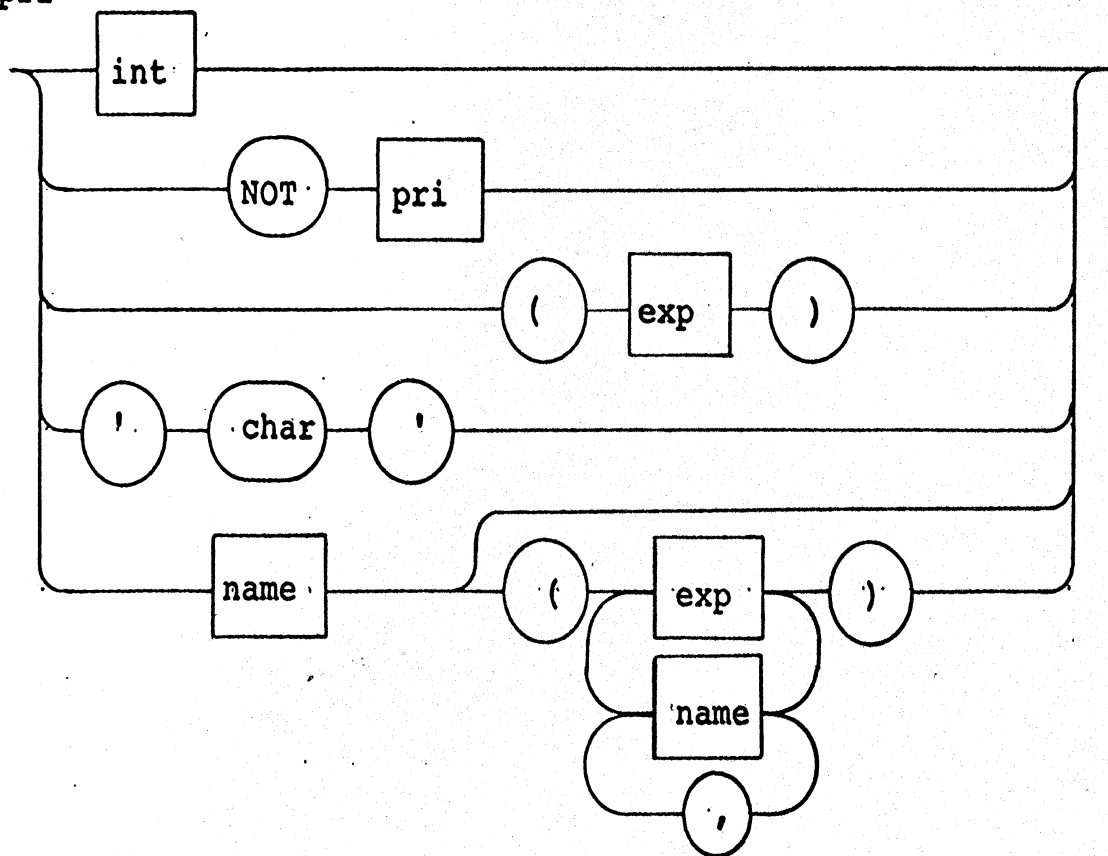 int
NOT pri
( exp )
' char '
name ( exp )
name
,